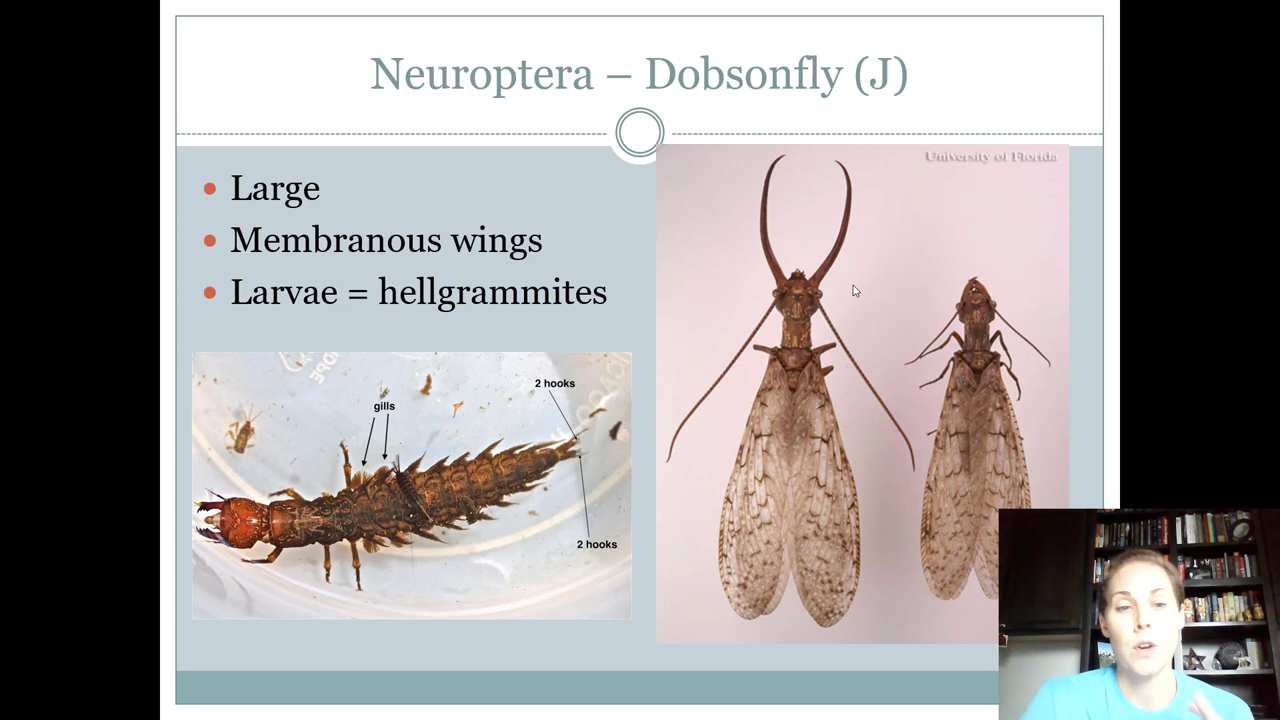 Neuroptera – Dobsonfly (J)
Large
Membranous wings
Larvae = hellgrammites
University of Florida
2 hooks
gills
2 hooks